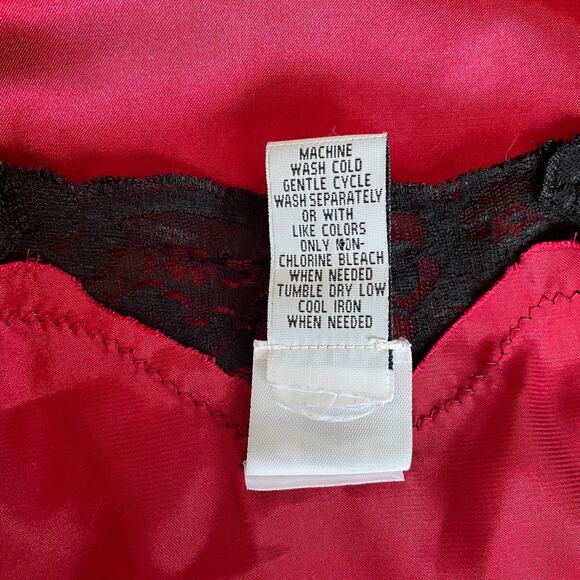 MACHINE
WASH COLD
GENTLE CYCLE
WASH SEPARATELY
OR WITH
LIKE COLORS
ONLY NON-
CHLORINE BLEACH
WHEN NEEDED
TUMBLE DRY LOW
COOL IRON
WHEN NEEDED